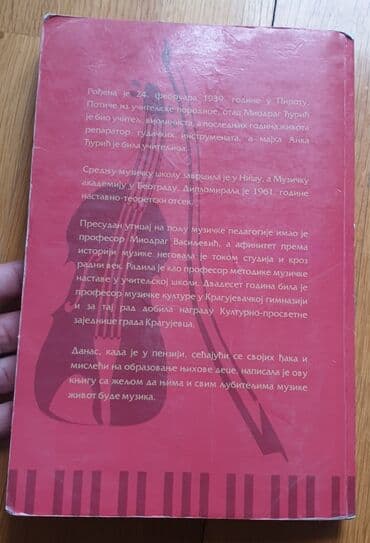 Рођена је 24. фебруара 1939. године у Пироту.
Потиче из учитељске породице, отац Миодраг Ђурић
је био учитељ, виолиниста, а последњих година живота
репаратор гудачких инструмената, а мајка Анка
Ђурић је била учитељица.
Средњу музичку школу завршила је у Нишу, а Музичку
академију у Београду. Дипломирала је 1961. године
наставно-теоретски отсек.
Пресудан утицај на пољу музичке педагогије имао је
професор Миодраг Василевић, а афинитет према
историји музике неговала је током студија и кроз
радни век. Радила је као професор методике музичке
наставе у учитељској школи. Двадесет година била је
професор музичке културе у Крагујевачкој гимназији
и за тај рад добила награду Културно-просветне
заједнице града Крагујевца.
Данас, када је у пензији, сећајући се својих ђака и
мислећи на образовање њихове деце, написала је ову
књигу са жељом да њима и свим љубитељима музике
живот буде музика.